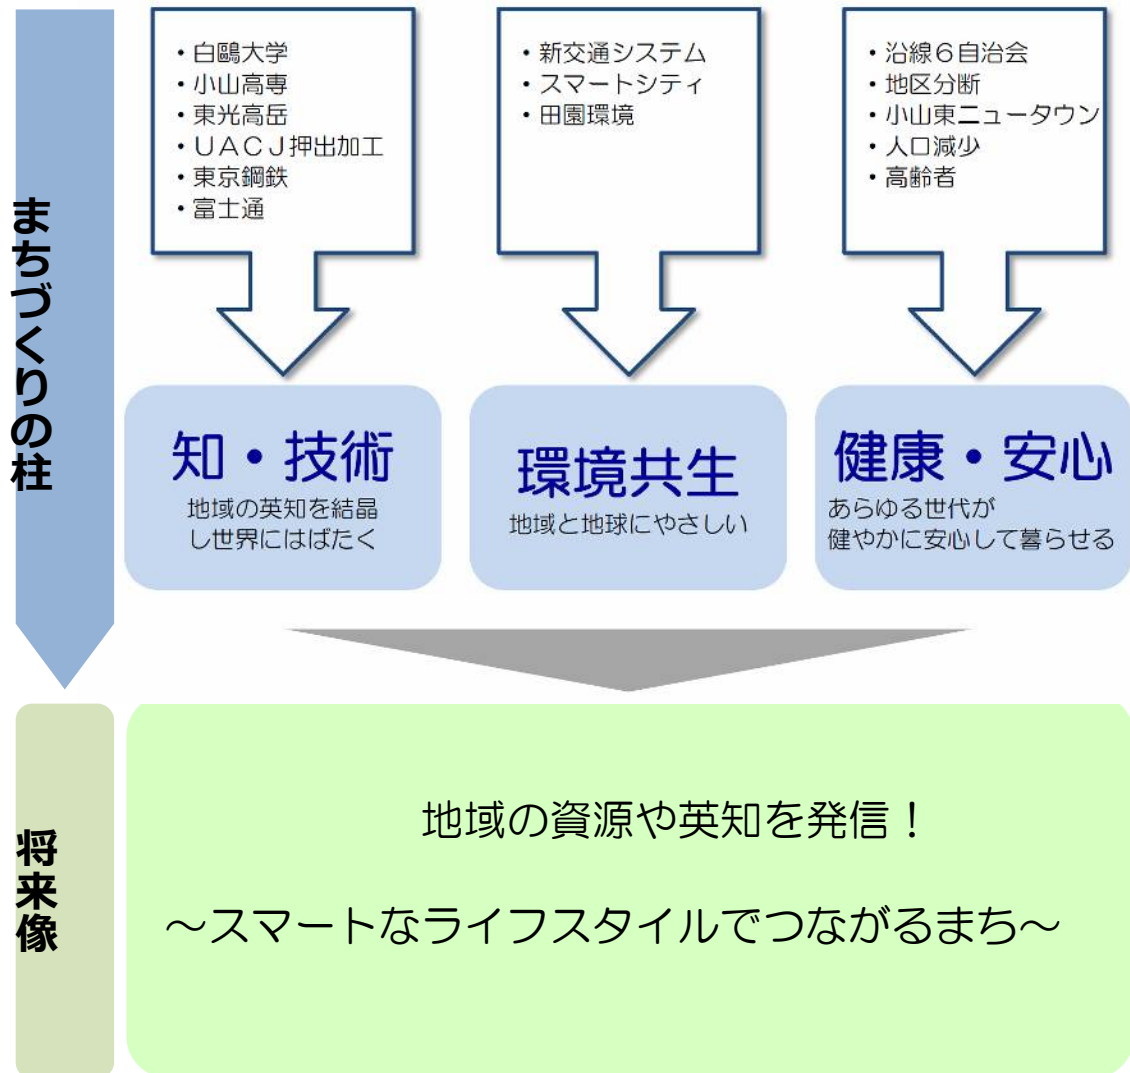 まちづくりの柱
・白鷗大学
・小山高専
・東光高岳
・UACJ押出加工
・東京鋼鉄
・富士通
・新交通システム
・スマートシティ
・田園環境
・沿線6自治会
・地区分断
・小山東ニュータウン
・人口減少
・高齢者
知・技術
地域の英知を結晶
し世界にはばたく
環境共生
地域と地球にやさしい
健康・安心
あらゆる世代が
健やかに安心して暮らせる
将来像
地域の資源や英知を発信！
～スマートなライフスタイルでつながるまち～